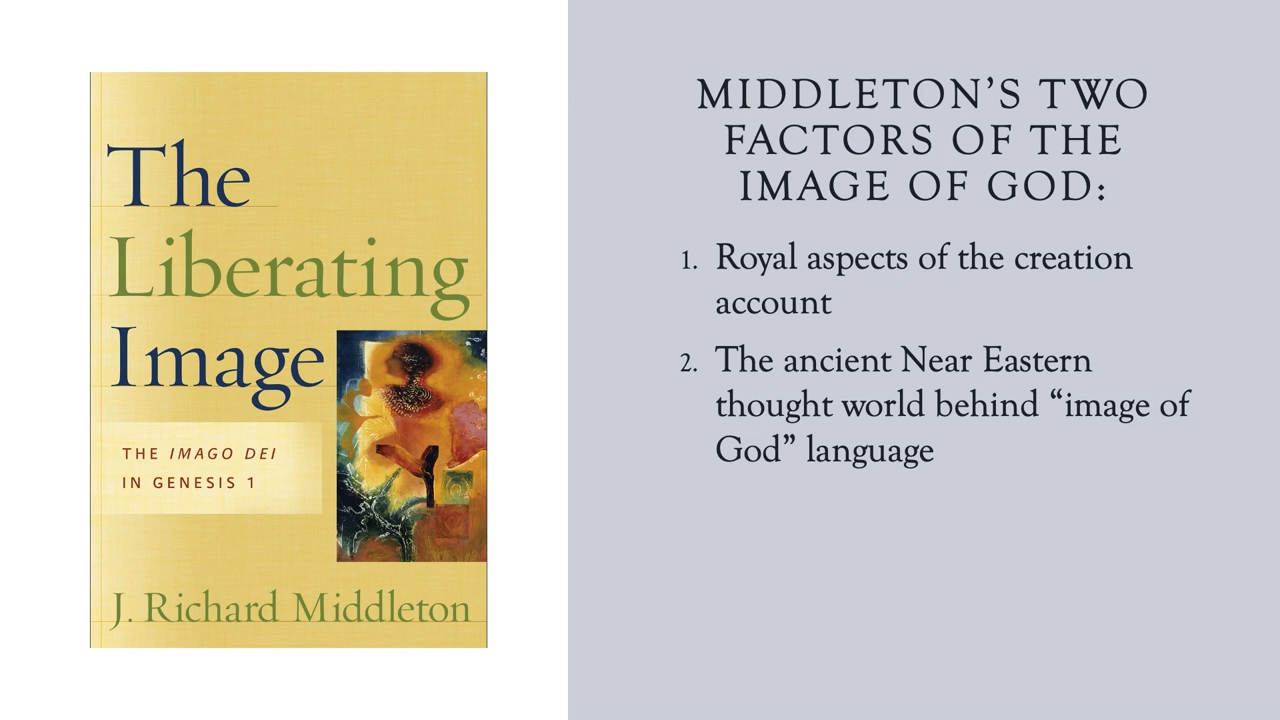 The
Liberating
Image
THE IMAGO DEI
IN GENESIS 1
J. Richard Middleton
MIDDLETON’S TWO
FACTORS OF THE
IMAGE OF GOD:
1. Royal aspects of the creation
account
2. The ancient Near Eastern
thought world behind “image of
God” language